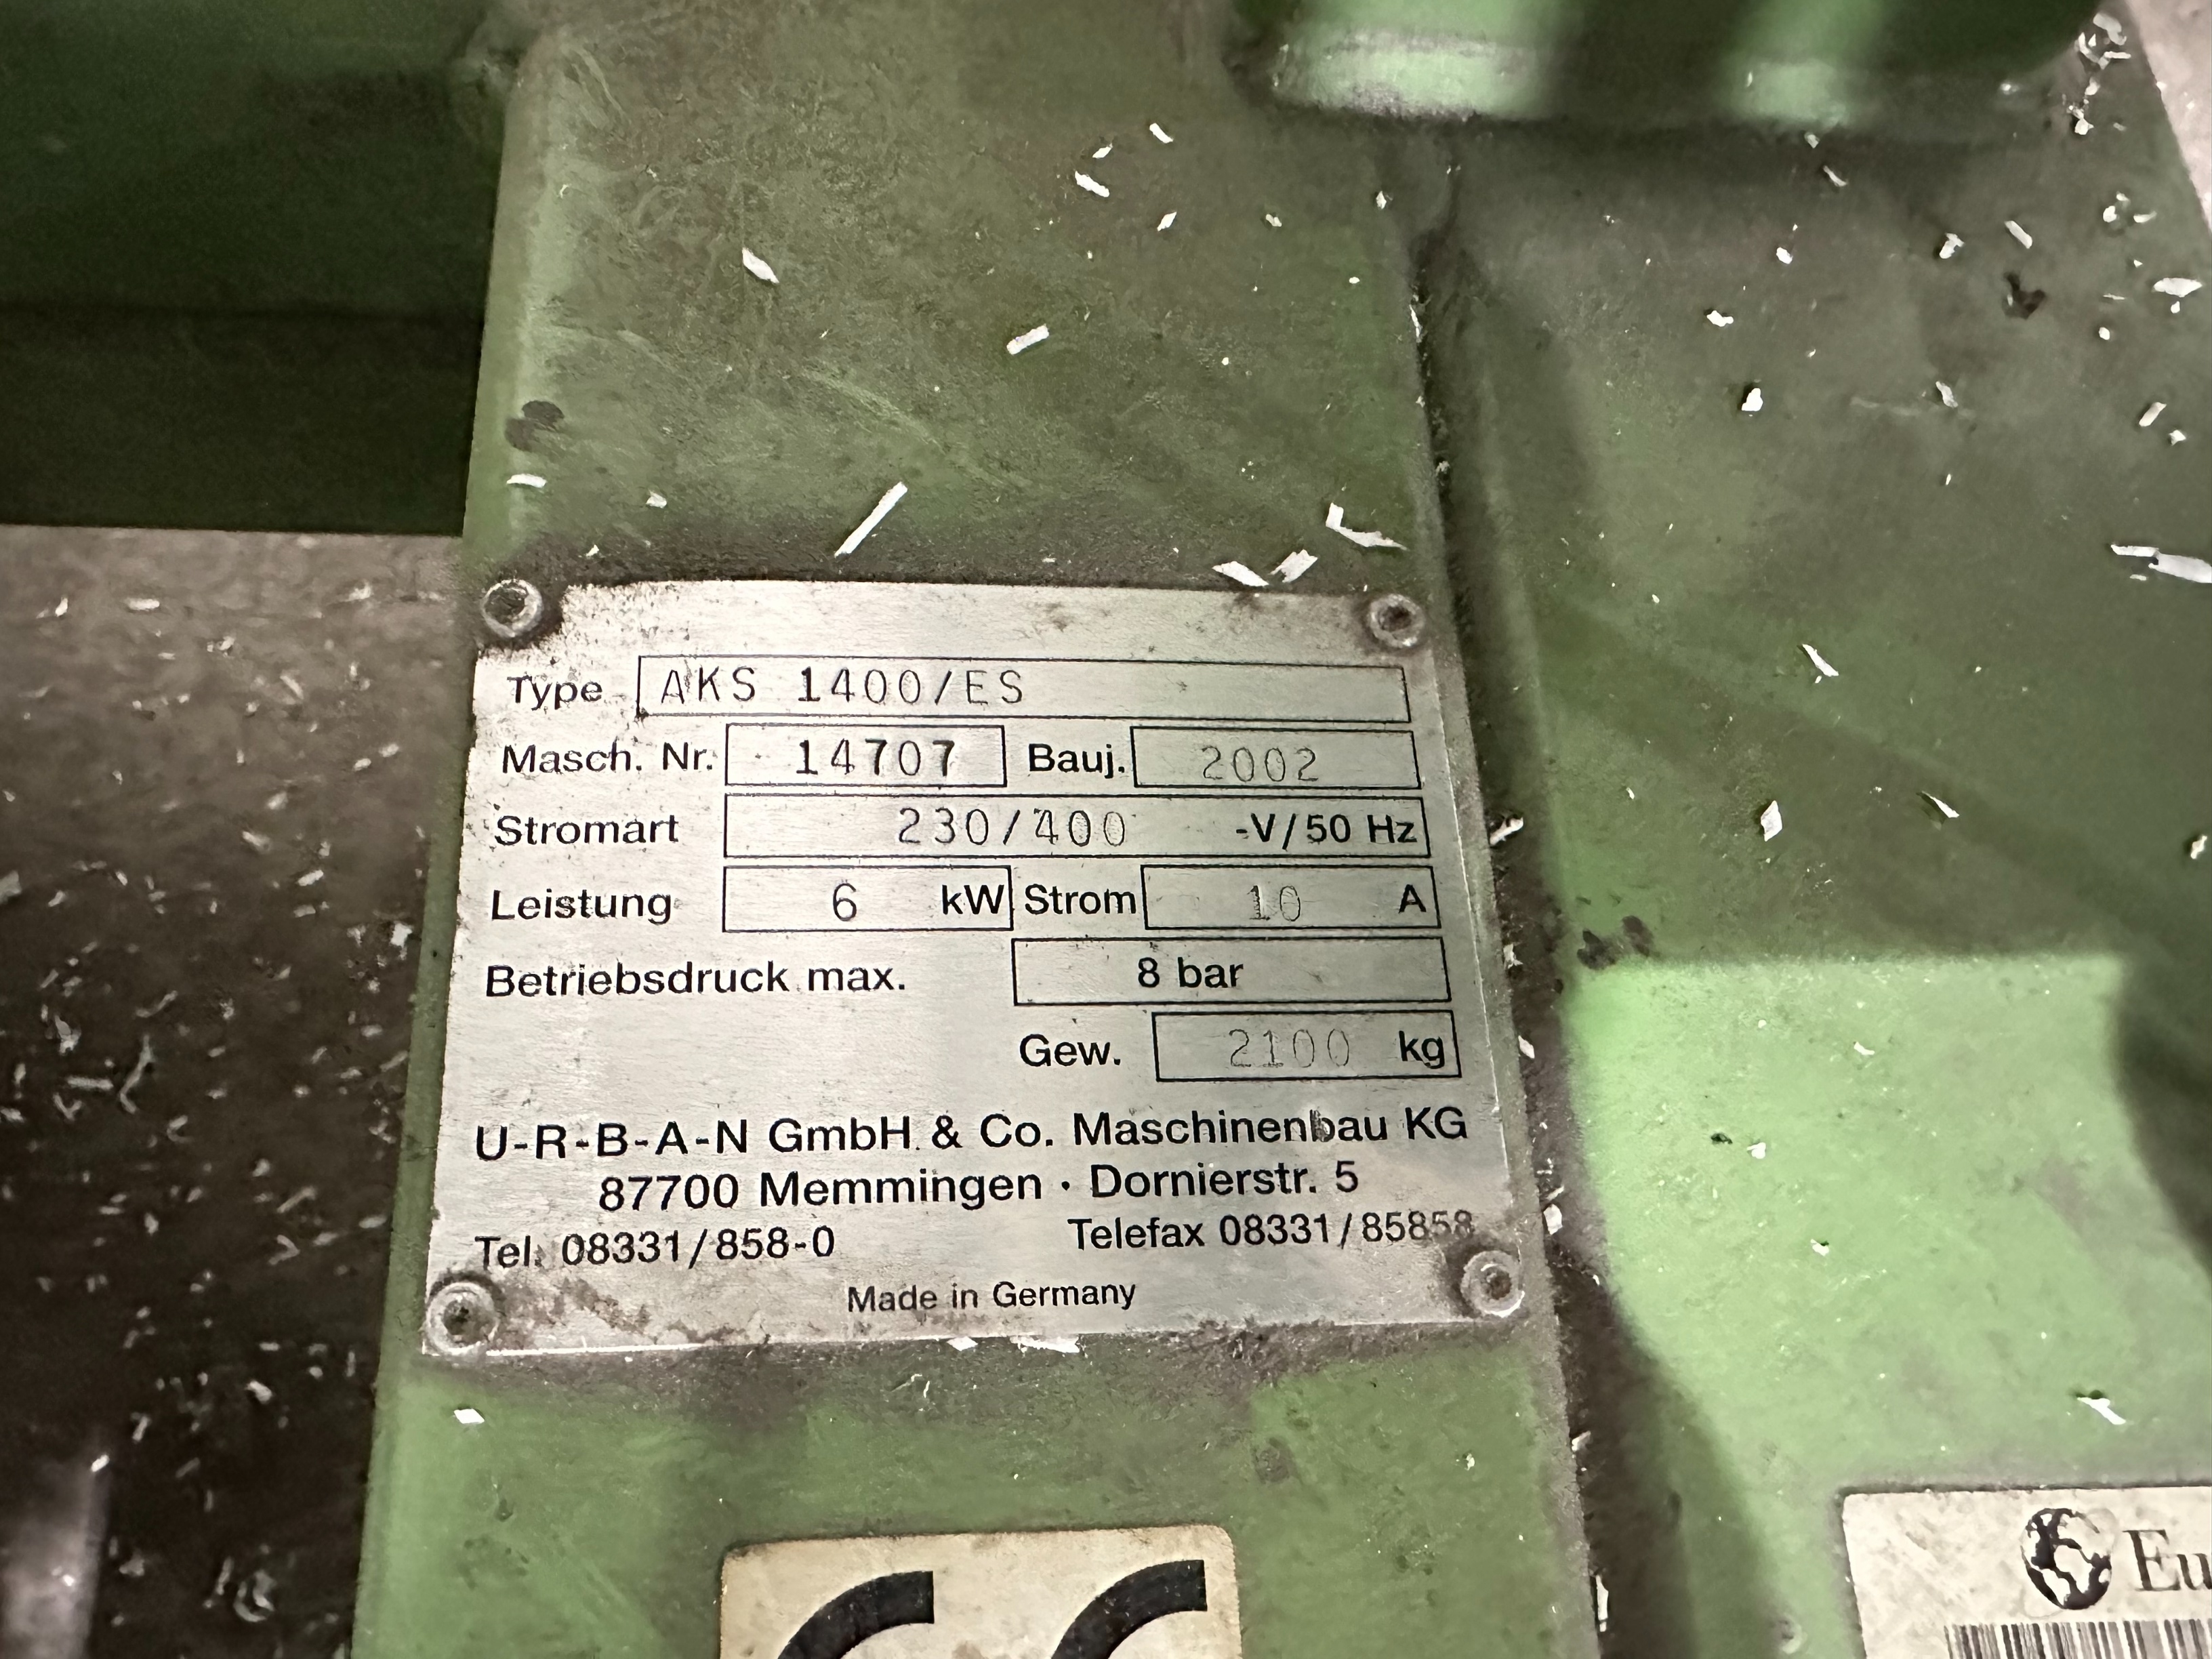 Type AKS 1400/ES
Masch. Nr. 14707 Bauj. 2002
Stromart 230/400 -V/50 Hz
Leistung 6 kW Strom 10 A
Betriebsdruck max. 8 bar
Gew. 2100 kg
U-R-B-A-N GmbH & Co. Maschinenbau KG
87700 Memmingen · Dornierstr. 5
Tel. 08331/858-0 Telefax 08331/85858
Made in Germany
CE
Eu